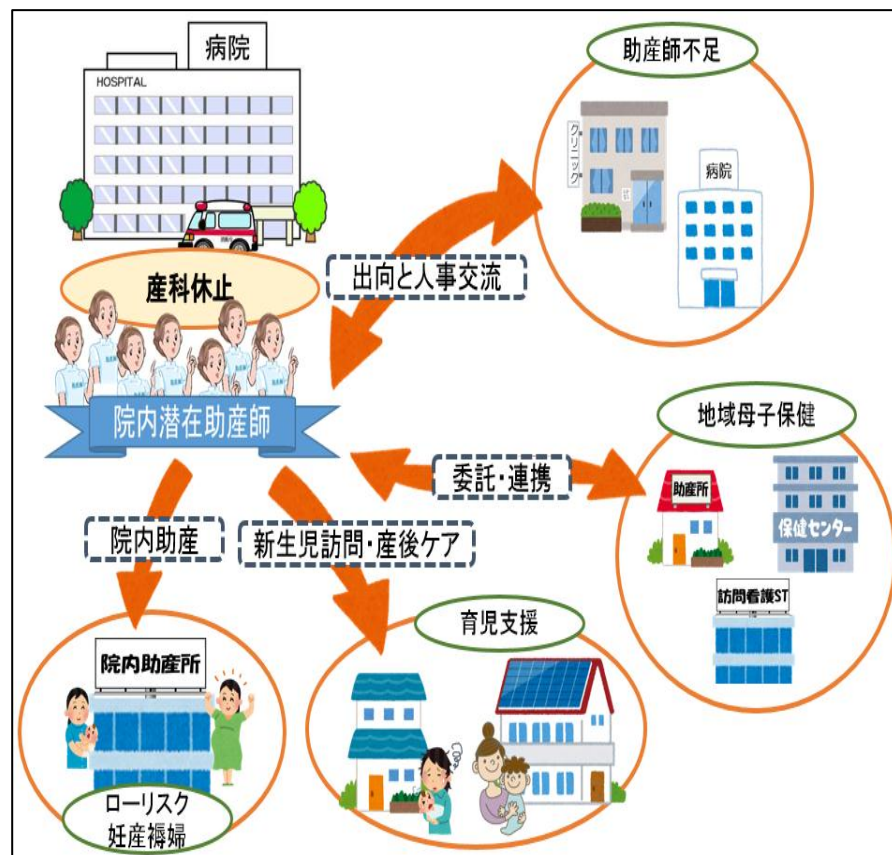 病院
HOSPITAL
助産師不足
クリニック
病院
産科休止
出向と人事交流
院内潜在助産師
地域母子保健
助産所
保健センター
訪問看護ST
委託・連携
院内助産
新生児訪問・産後ケア
育児支援
院内助産所
ローリスク
妊産褥婦